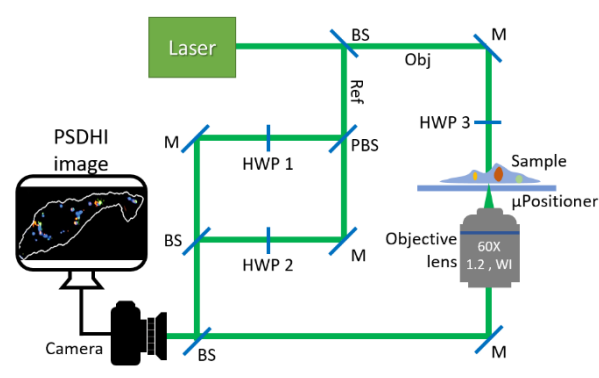 Laser
BS
M
Obj
Ref
HWP 3
PSDHI
image
M
HWP 1
PBS
Sample
µPositioner
BS
HWP 2
M
Objective
lens
60X
1.2 , WI
Camera
BS
M